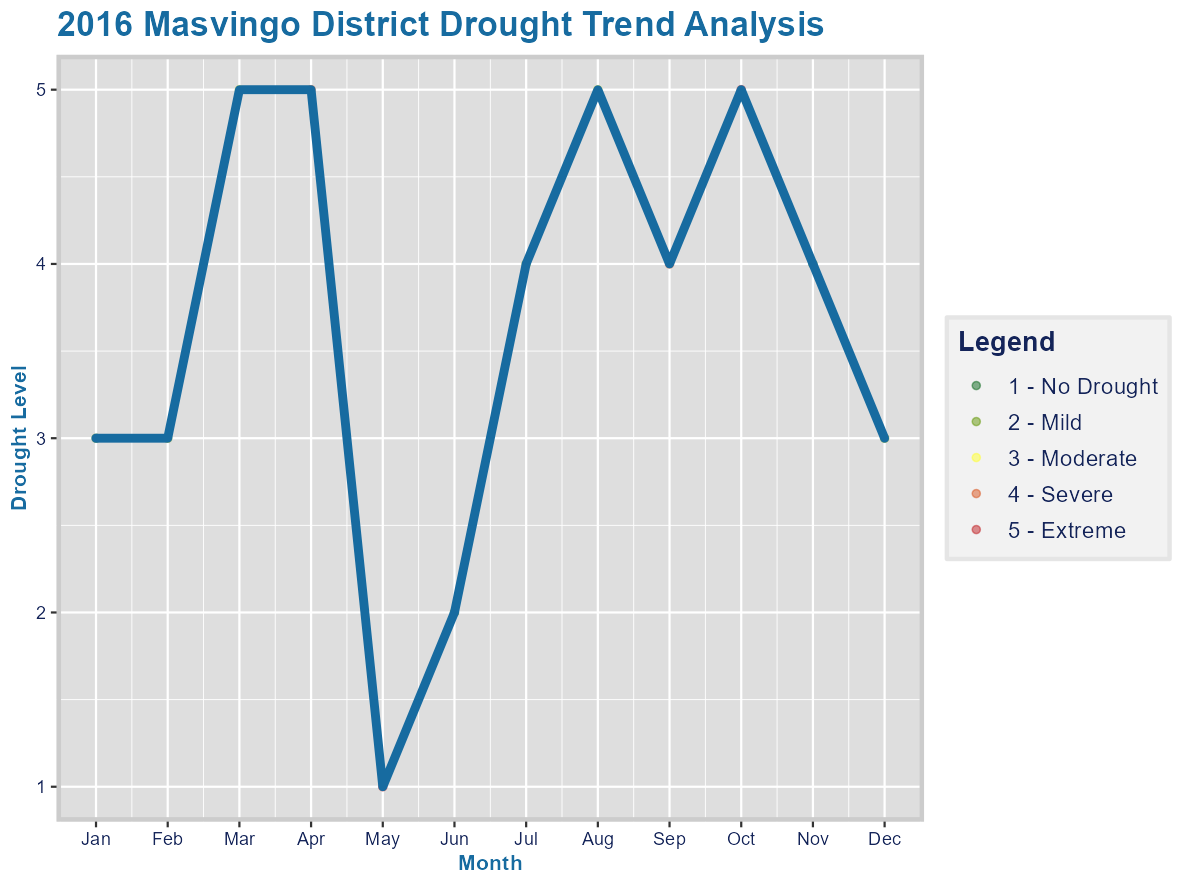 2016 Masvingo District Drought Trend Analysis
5
4
3
2
1
Drought Level
Jan Feb Mar Apr May Jun Jul Aug Sep Oct Nov Dec
Month
Legend
1 - No Drought
2 - Mild
3 - Moderate
4 - Severe
5 - Extreme